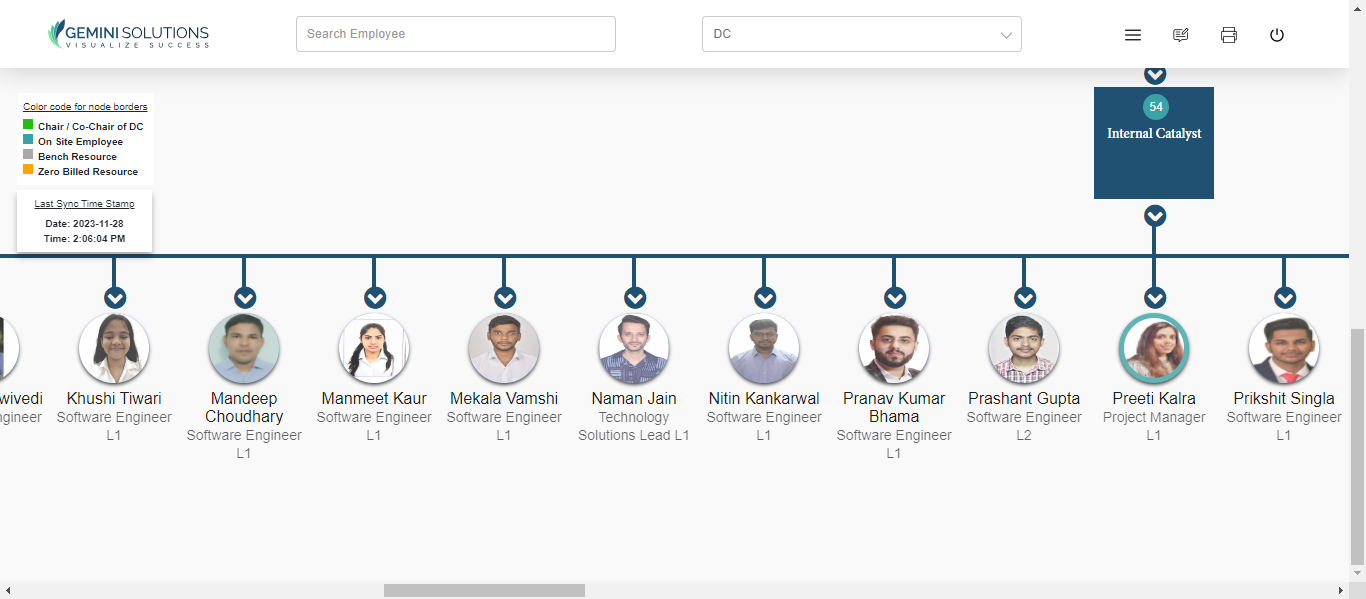 GEMINI SOLUTIONS
VISUALIZE SUCCESS
Search Employee
DC
Color code for node borders
Chair / Co-Chair of DC
On Site Employee
Bench Resource
Zero Billed Resource
Last Sync Time Stamp
Date: 2023-11-28
Time: 2:06:04 PM
54
Internal Catalyst
wivedi
ngineer
Khushi Tiwari
Software Engineer
L1
Mandeep
Choudhary
Software Engineer
L1
Manmeet Kaur
Software Engineer
L1
Mekala Vamshi
Software Engineer
L1
Naman Jain
Technology
Solutions Lead L1
Nitin Kankarwal
Software Engineer
L1
Pranav Kumar
Bhama
Software Engineer
L1
Prashant Gupta
Software Engineer
L2
Preeti Kalra
Project Manager
L1
Prikshit Singla
Software Engineer
L1